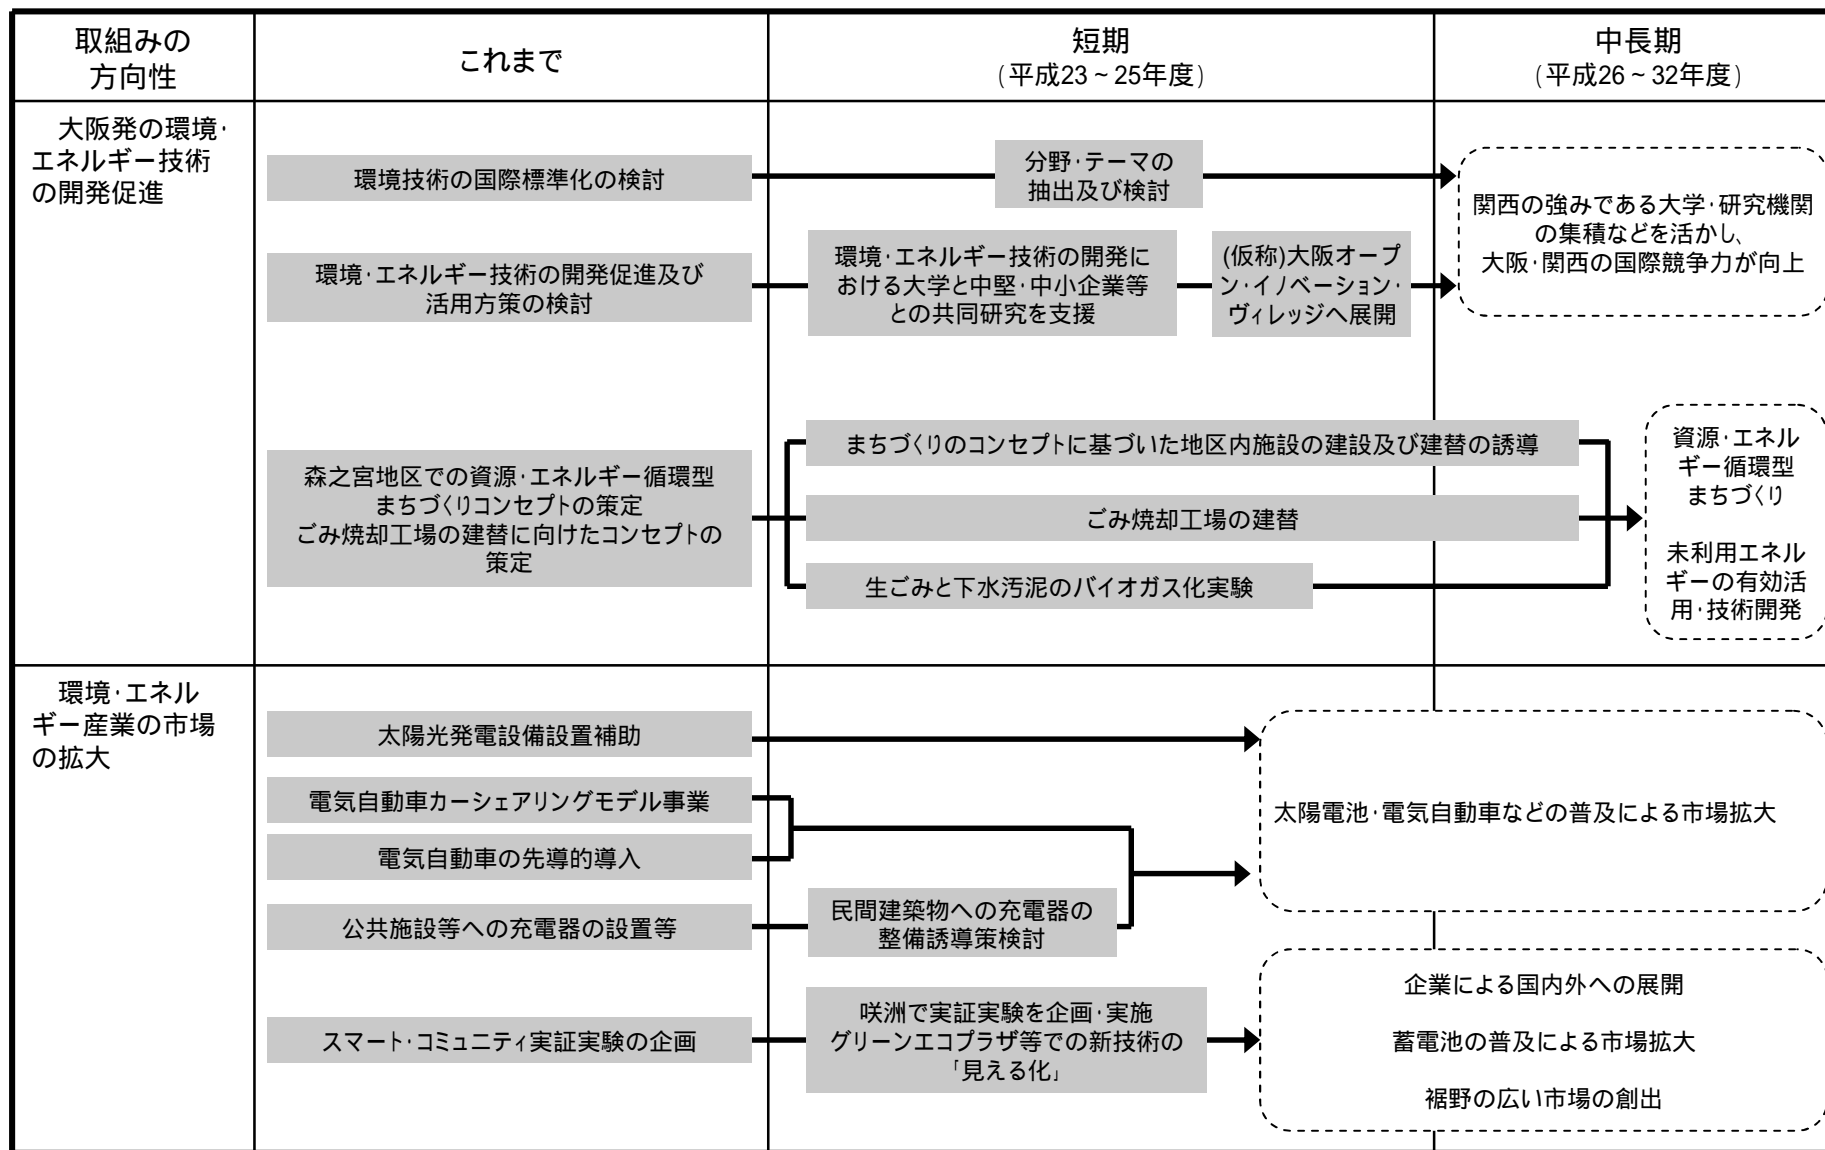 取組みの
方向性
これまで
短期
(平成23～25年度)
中長期
(平成26～32年度)
大阪発の環境・
エネルギー技術
の開発促進
環境技術の国際標準化の検討
分野・テーマの
抽出及び検討
環境・エネルギー技術の開発促進及び
活用方策の検討
環境・エネルギー技術の開発に
おける大学と中堅・中小企業等
との共同研究を支援
(仮称)大阪オープ
ン・イノベーション・
ヴィレッジへ展開
関西の強みである大学・研究機関
の集積などを活かし、
大阪・関西の国際競争力が向上
森之宮地区での資源・エネルギー循環型
まちづくりコンセプトの策定
ごみ焼却工場の建替に向けたコンセプトの
策定
まちづくりのコンセプトに基づいた地区内施設の建設及び建替の誘導
ごみ焼却工場の建替
生ごみと下水汚泥のバイオガス化実験
資源・エネル
ギー循環型
まちづくり
未利用エネル
ギーの有効活
用・技術開発
環境・エネル
ギー産業の市場
の拡大
太陽光発電設備設置補助
電気自動車カーシェアリングモデル事業
電気自動車の先導的導入
公共施設等への充電器の設置等
民間建築物への充電器の
整備誘導策検討
太陽電池・電気自動車などの普及による市場拡大
スマート・コミュニティ実証実験の企画
咲洲で実証実験を企画・実施
グリーンエコプラザ等での新技術の
「見える化」
企業による国内外への展開
蓄電池の普及による市場拡大
裾野の広い市場の創出